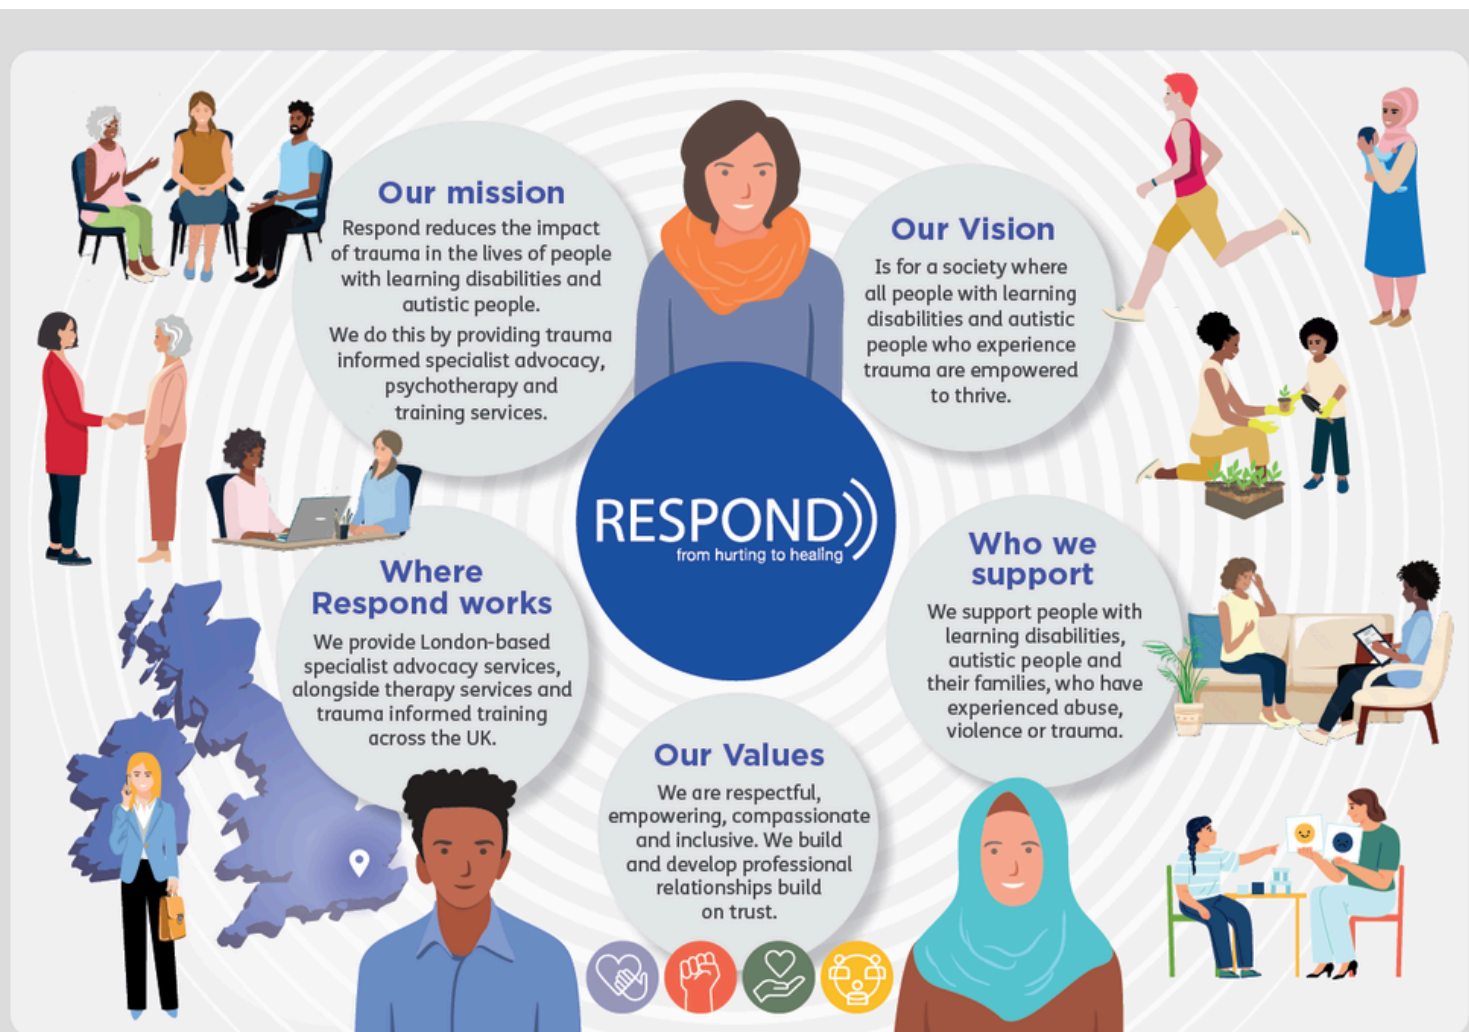 Our mission
Respond reduces the impact
of trauma in the lives of people
with learning disabilities and
autistic people.
We do this by providing trauma
informed specialist advocacy,
psychotherapy and
training services.
Our Vision
Is for a society where
all people with learning
disabilities and autistic
people who experience
trauma are empowered
to thrive.
RESPOND
from hurting to healing
Where
Respond works
We provide London-based
specialist advocacy services,
alongside therapy services and
trauma informed training
across the UK.
Who we
support
We support people with
learning disabilities,
autistic people and
their families, who have
experienced abuse,
violence or trauma.
Our Values
We are respectful,
empowering, compassionate
and inclusive. We build
and develop professional
relationships build
on trust.